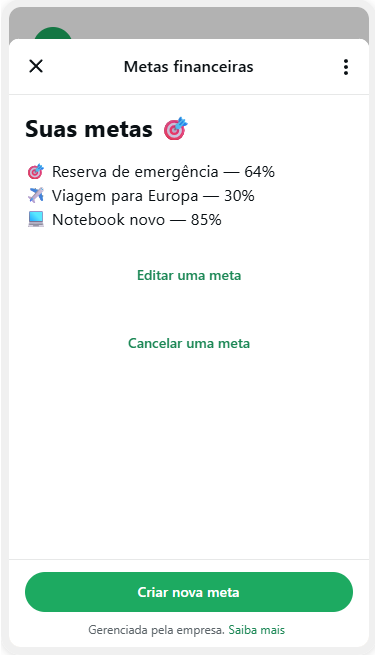 Metas financeiras
Suas metas 🎯
🎯 Reserva de emergência — 64%
✈️ Viagem para Europa — 30%
💻 Notebook novo — 85%
Editar uma meta
Cancelar uma meta
Criar nova meta
Gerenciada pela empresa. Saiba mais